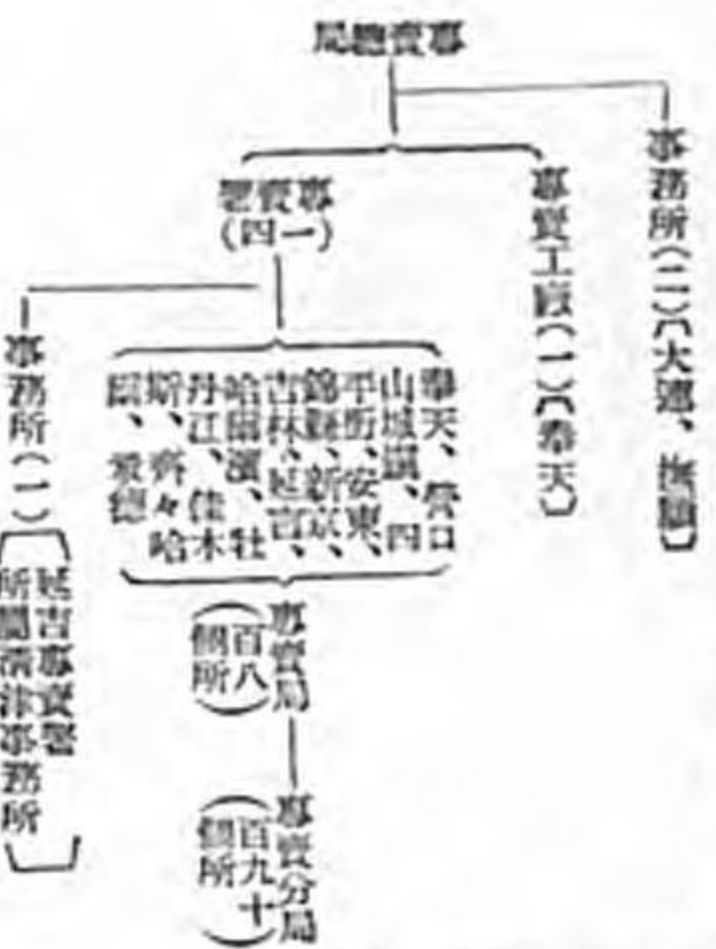 專賣總局
事務所(二)〔大連、撫順〕
專賣工廠(一)〔奉天〕
專賣署
(一四)
奉天、營口
山城鎭、四
平街、安東、
錦縣、新京、
吉林、延吉、
哈爾濱、牡
丹江、佳木
斯、齊々哈
爾、承德
專賣局
(百八
個所)
專賣分局
(百九十
個所)
事務所(一)
延吉專賣署
所關淸津事務所